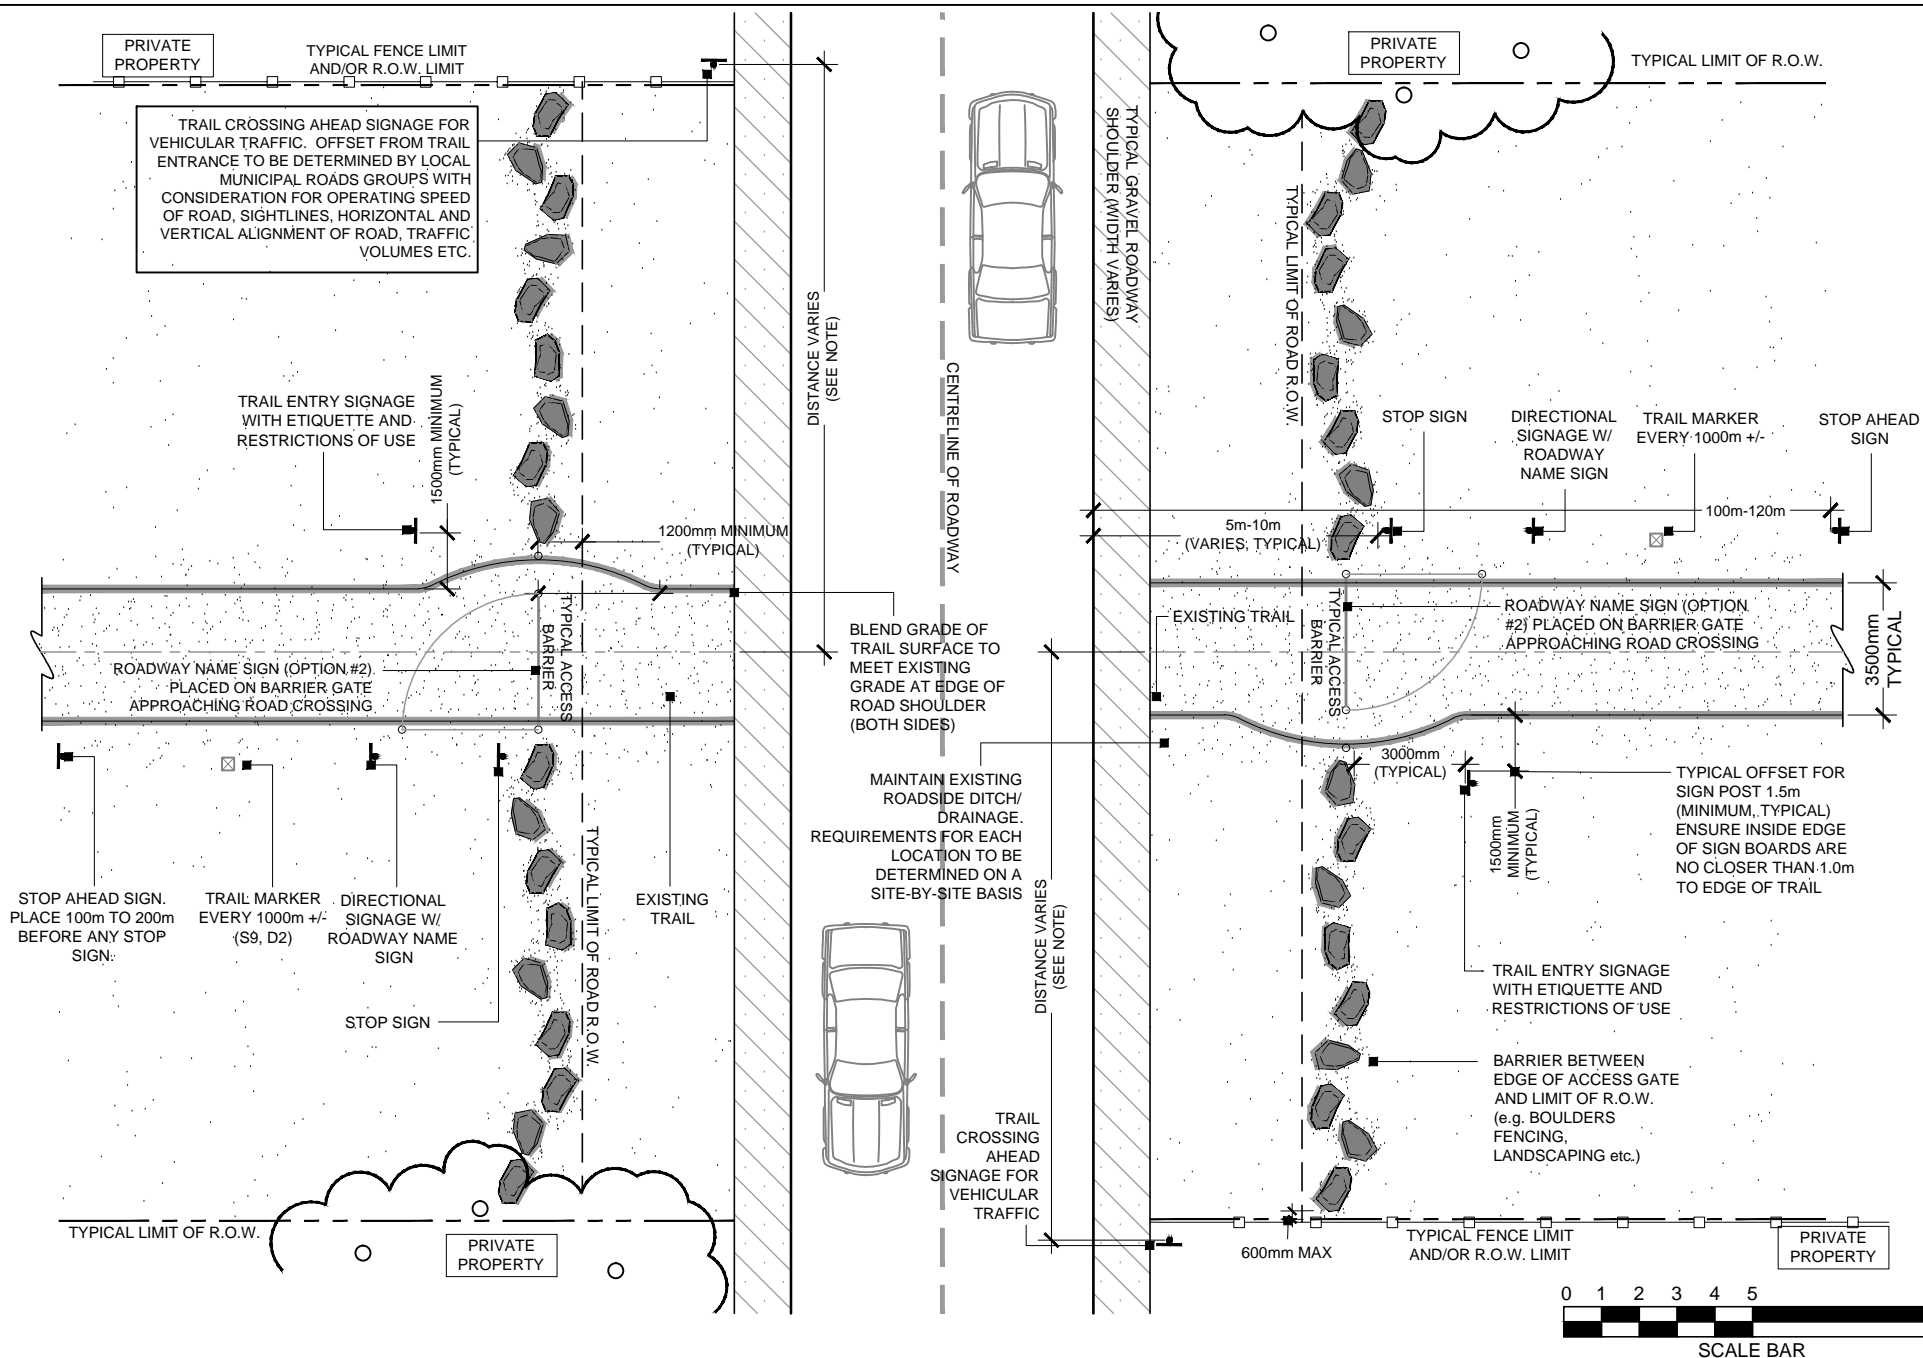 PRIVATE
PROPERTY
TYPICAL FENCE LIMIT
AND/OR R.O.W. LIMIT
TRAIL CROSSING AHEAD SIGNAGE FOR
VEHICULAR TRAFFIC.  OFFSET FROM TRAIL
ENTRANCE TO BE DETERMINED BY LOCAL
MUNICIPAL ROADS GROUPS WITH
CONSIDERATION FOR OPERATING SPEED
OF ROAD, SIGHTLINES, HORIZONTAL AND
VERTICAL ALIGNMENT OF ROAD, TRAFFIC
VOLUMES ETC.
DISTANCE VARIES
(SEE NOTE)
TRAIL ENTRY SIGNAGE
WITH ETIQUETTE AND
RESTRICTIONS OF USE
1500mm MINIMUM
(TYPICAL)
1200mm MINIMUM
(TYPICAL)
CENTRELINE OF ROADWAY
TYPICAL GRAVEL ROADWAY
SHOULDER (WIDTH VARIES)
PRIVATE
PROPERTY
TYPICAL LIMIT OF R.O.W.
TYPICAL LIMIT OF ROAD R.O.W.
STOP SIGN
DIRECTIONAL
SIGNAGE W/
ROADWAY
NAME SIGN
TRAIL MARKER
EVERY 1000m +/-
STOP AHEAD
SIGN
100m-120m
5m-10m
(VARIES, TYPICAL)
ROADWAY NAME SIGN (OPTION #2)
PLACED ON BARRIER GATE
APPROACHING ROAD CROSSING
TYPICAL ACCESS
BARRIER
BLEND GRADE OF
TRAIL SURFACE TO
MEET EXISTING
GRADE AT EDGE OF
ROAD SHOULDER
(BOTH SIDES)
EXISTING TRAIL
TYPICAL ACCESS
BARRIER
ROADWAY NAME SIGN (OPTION
#2) PLACED ON BARRIER GATE
APPROACHING ROAD CROSSING
3500mm
TYPICAL
STOP AHEAD SIGN.
PLACE 100m TO 200m
BEFORE ANY STOP
SIGN.
TRAIL MARKER
EVERY 1000m +/-
(S9, D2)
DIRECTIONAL
SIGNAGE W/
ROADWAY NAME
SIGN
STOP SIGN
TYPICAL LIMIT OF ROAD R.O.W.
EXISTING
TRAIL
MAINTAIN EXISTING
ROADSIDE DITCH/
DRAINAGE.
REQUIREMENTS FOR EACH
LOCATION TO BE
DETERMINED ON A
SITE-BY-SITE BASIS
DISTANCE VARIES
(SEE NOTE)
3000mm
(TYPICAL)
1500mm
MINIMUM
(TYPICAL)
TYPICAL OFFSET FOR
SIGN POST 1.5m
(MINIMUM, TYPICAL)
ENSURE INSIDE EDGE
OF SIGN BOARDS ARE
NO CLOSER THAN 1.0m
TO EDGE OF TRAIL
TRAIL ENTRY SIGNAGE
WITH ETIQUETTE AND
RESTRICTIONS OF USE
BARRIER BETWEEN
EDGE OF ACCESS GATE
AND LIMIT OF R.O.W.
(e.g. BOULDERS
FENCING,
LANDSCAPING etc.)
TRAIL
CROSSING
AHEAD
SIGNAGE FOR
VEHICULAR
TRAFFIC
TYPICAL LIMIT OF R.O.W.
PRIVATE
PROPERTY
600mm MAX
TYPICAL FENCE LIMIT
AND/OR R.O.W. LIMIT
PRIVATE
PROPERTY
0 1 2 3 4 5
SCALE BAR